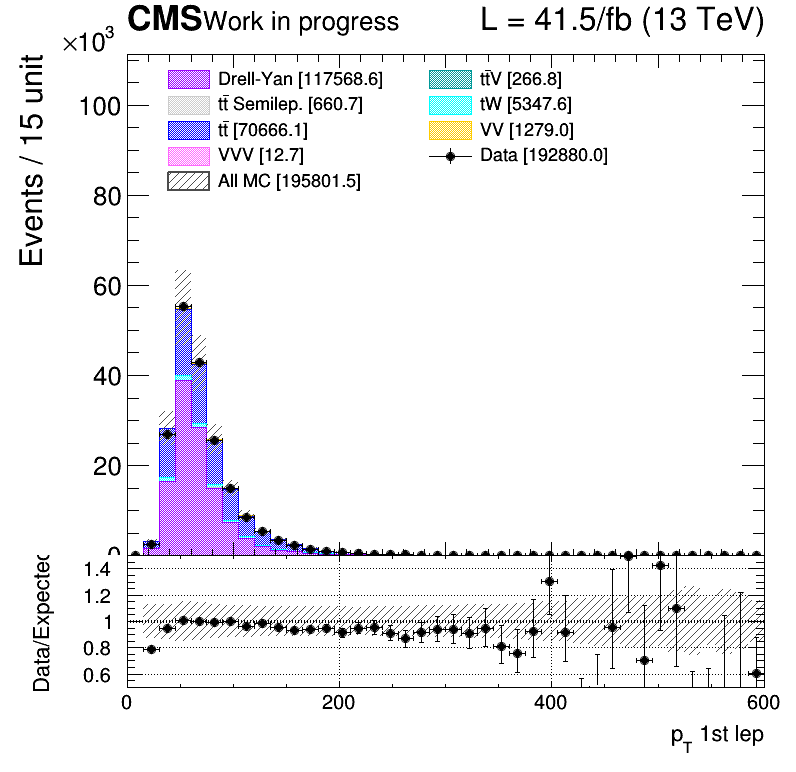 CMS Work in progress L = 41.5/fb (13 TeV)
×10³
Events / 15 unit
100
80
60
40
20
0
Drell-Yan [117568.6]
tt̄ Semilep. [660.7]
tt̄ [70666.1]
VVV [12.7]
All MC [195801.5]
tt̄V [266.8]
tW [5347.6]
VV [1279.0]
Data [192880.0]
Data/Expected
1.4
1.2
1
0.8
0.6
0 200 400 600
p_T 1st lep